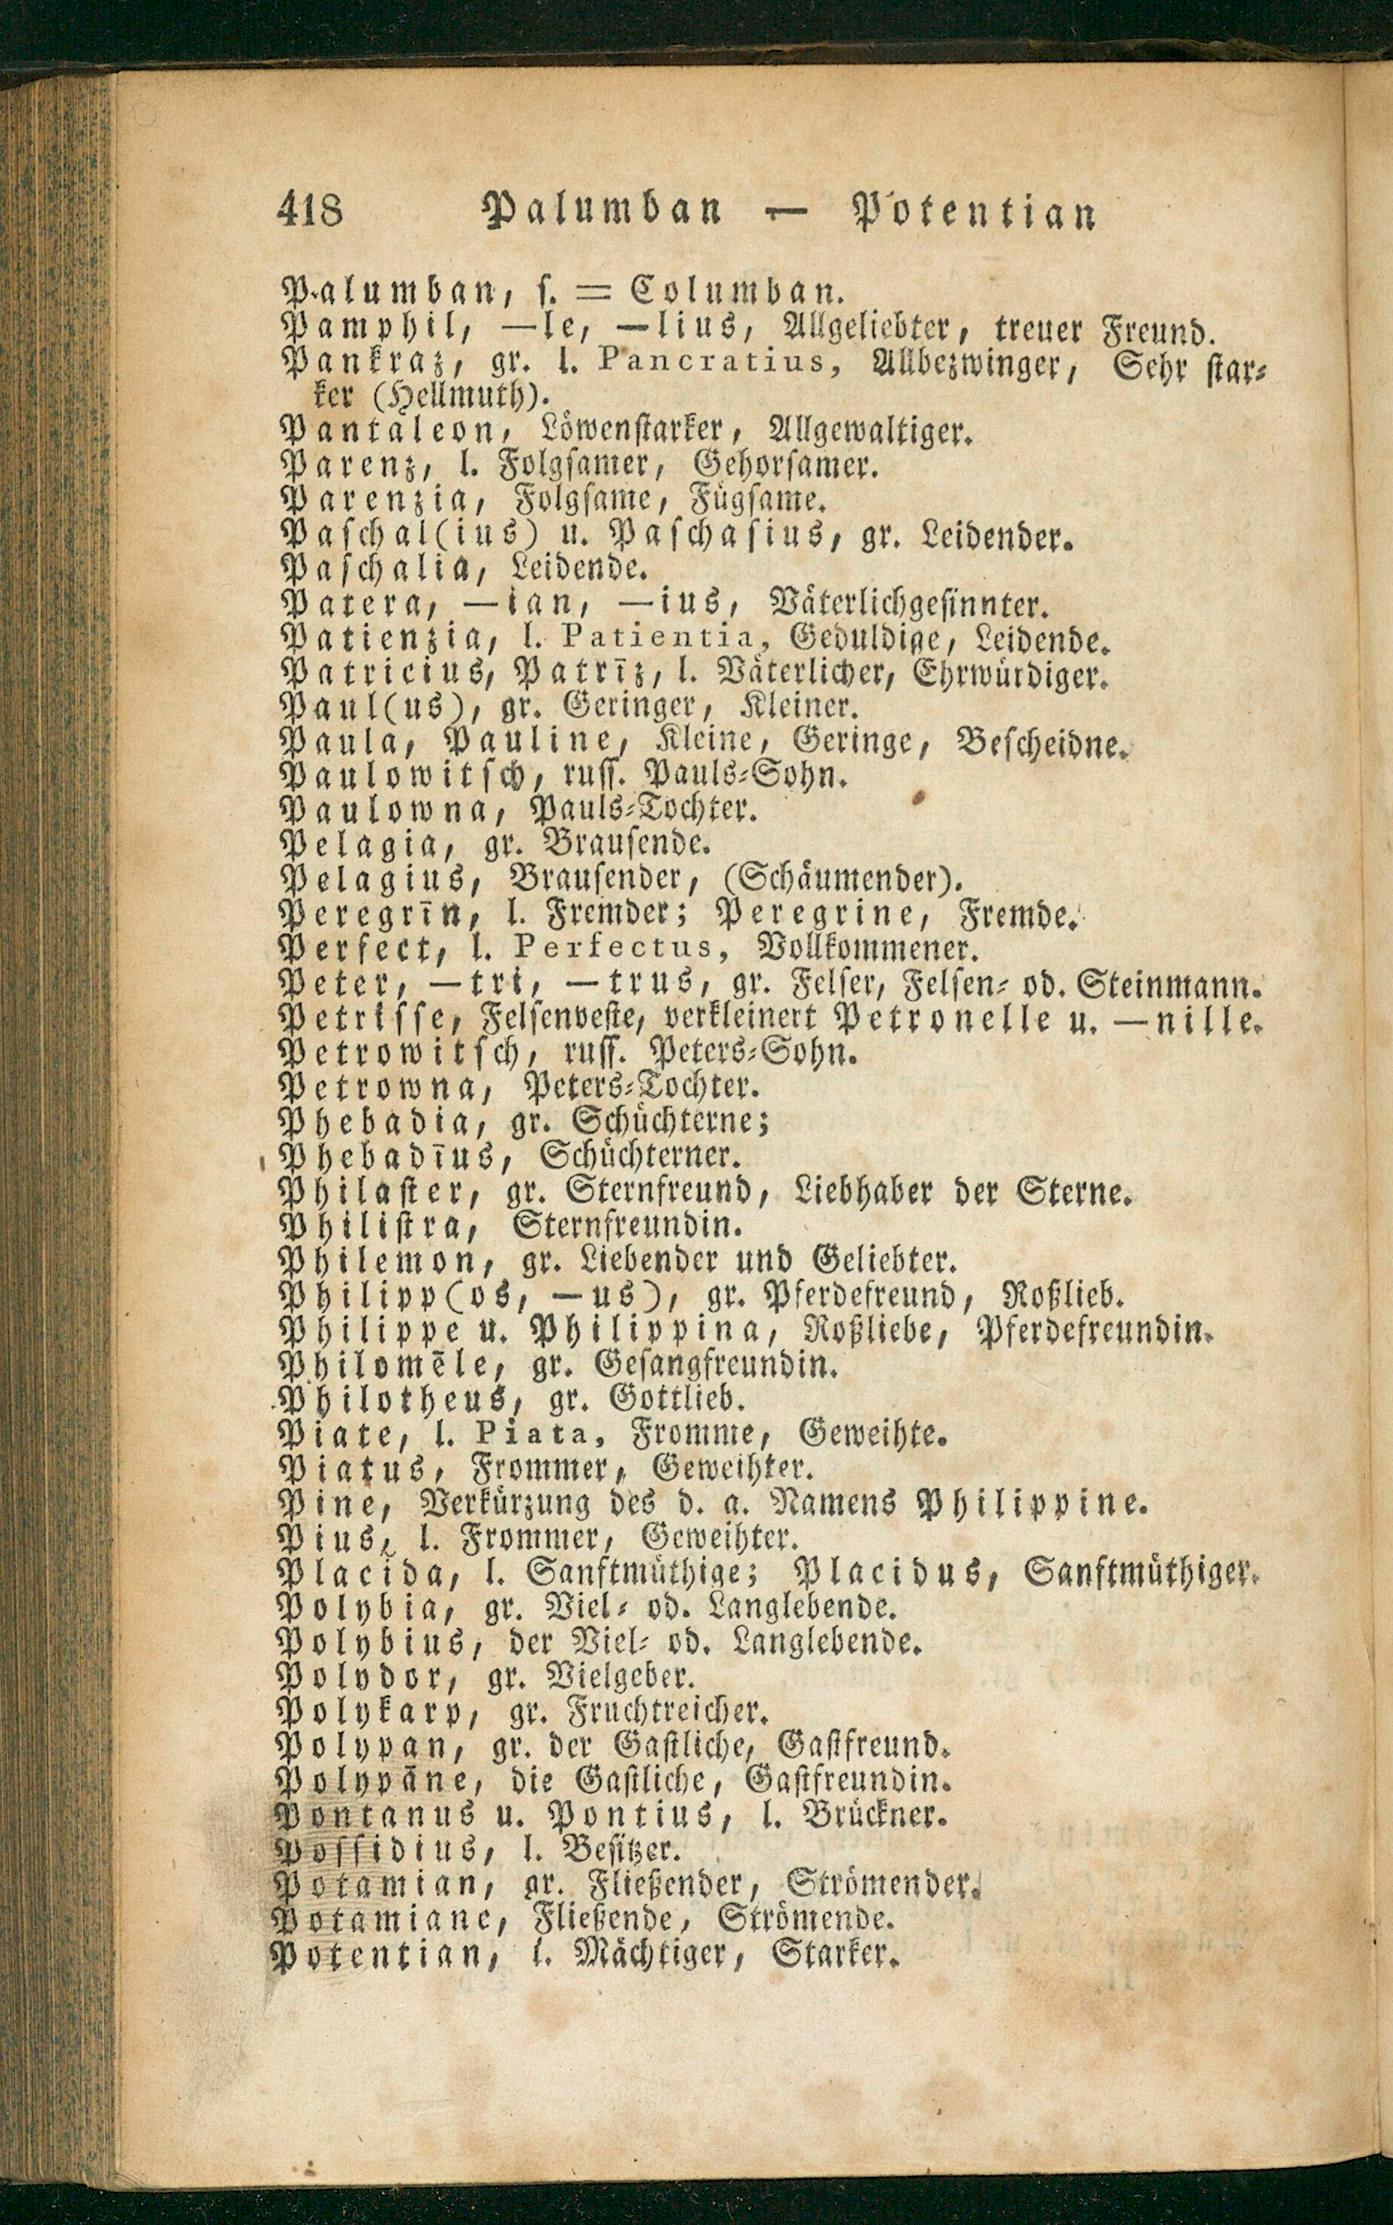 418 Palumban — Potentian
Palumban, s. = Columban.
Pamphil, —le, —lius, Allgeliebter, treuer Freund.
Pankraz, gr. l. Pancratius, Allbezwinger, Sehr star-
ker (Hellmuth).
Pantaleon, Löwenstarker, Allgewaltiger.
Parenz, l. Folgsamer, Gehorsamer.
Parenzia, Folgsame, Fügsame.
Paschal(ius) u. Paschasius, gr. Leidender.
Paschalia, Leidende.
Patera, —ian, —ius, Väterlichgesinnter.
Patienzia, l. Patientia, Geduldige, Leidende.
Patricius, Patrīz, l. Väterlicher, Ehrwürdiger.
Paul(us), gr. Geringer, Kleiner.
Paula, Pauline, Kleine, Geringe, Bescheidne.
Paulowitsch, russ. Pauls-Sohn.
Paulowna, Pauls-Tochter.
Pelagia, gr. Brausende.
Pelagius, Brausender, (Schäumender).
Peregrīn, l. Fremder; Peregrine, Fremde.
Perfect, l. Perfectus, Vollkommener.
Peter, —tri, —trus, gr. Felser, Felsen- od. Steinmann.
Petrisse, Felsenveste, verkleinert Petronelle u. —nille.
Petrowitsch, russ. Peters-Sohn.
Petrowna, Peters-Tochter.
Phebadia, gr. Schüchterne;
Phebadīus, Schüchterner.
Philaster, gr. Sternfreund, Liebhaber der Sterne.
Philistra, Sternfreundin.
Philemon, gr. Liebender und Geliebter.
Philipp(os, —us), gr. Pferdefreund, Roßlieb.
Philippe u. Philippina, Roßliebe, Pferdefreundin.
Philomēle, gr. Gesangfreundin.
Philotheus, gr. Gottlieb.
Piate, l. Piata, Fromme, Geweihte.
Piatus, Frommer, Geweihter.
Pine, Verkürzung des d. a. Namens Philippine.
Pius, l. Frommer, Geweihter.
Placida, l. Sanftmüthige; Placidus, Sanftmüthiger.
Polybia, gr. Viel- od. Langlebende.
Polybius, der Viel- od. Langlebende.
Polydor, gr. Vielgeber.
Polykarp, gr. Fruchtreicher.
Polypan, gr. der Gastliche, Gastfreund.
Polypāne, die Gastliche, Gastfreundin.
Pontanus u. Pontius, l. Brückner.
Possidius, l. Besitzer.
Potamian, gr. Fließender, Strömender.
Potamiane, Fließende, Strömende.
Potentian, l. Mächtiger, Starker.